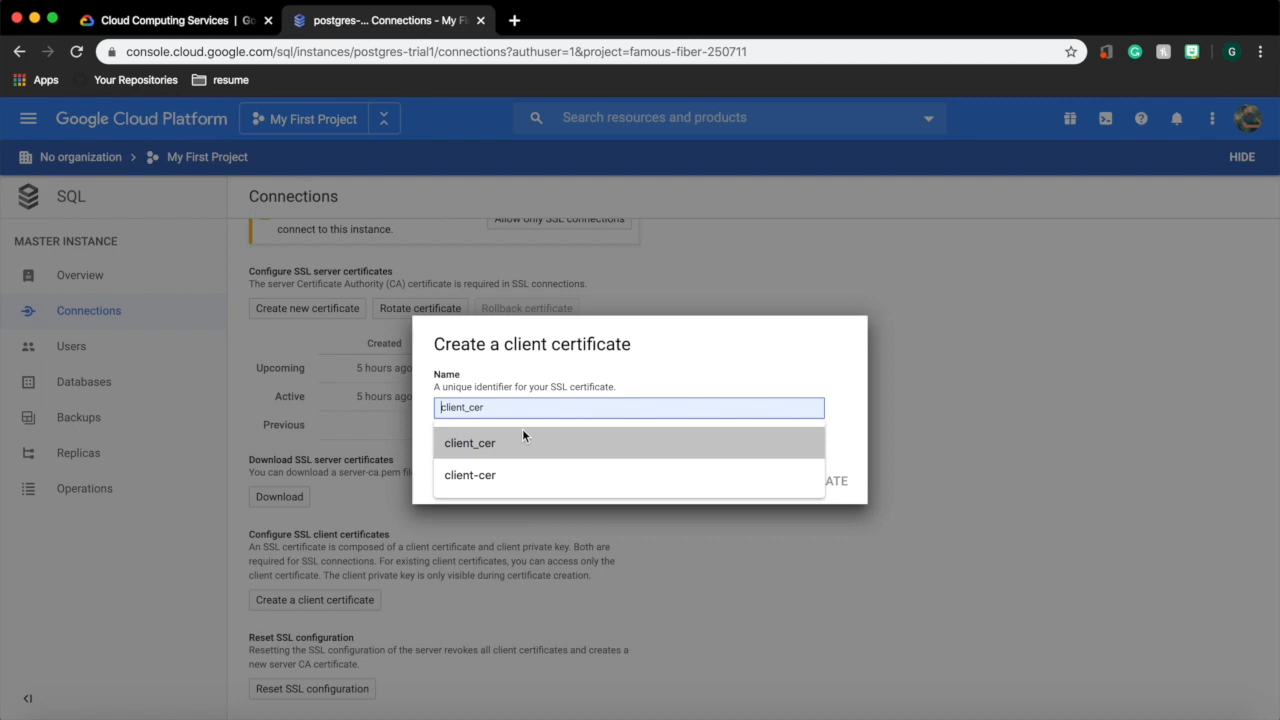 Cloud Computing Services | Go
postgres-... Connections - My Fi
console.cloud.google.com/sql/instances/postgres-trial1/connections?authuser=1&project=famous-fiber-250711
G
Apps
Your Repositories
resume
Google Cloud Platform
My First Project
Search resources and products
No organization
My First Project
HIDE
SQL
Connections
MASTER INSTANCE
Overview
Connections
Users
Databases
Backups
Replicas
Operations
Allow only SSL connections
connect to this instance.
Configure SSL server certificates
The server Certificate Authority (CA) certificate is required in SSL connections.
Create new certificate
Rotate certificate
Rollback certificate
Created
Upcoming
5 hours ago
Active
5 hours ago
Previous
Download SSL server certificates
You can download a server-ca.pem fil
Download
Configure SSL client certificates
An SSL certificate is composed of a client certificate and client private key. Both are
required for SSL connections. For existing client certificates, you can access only the
client certificate. The client private key is only visible during certificate creation.
Create a client certificate
Reset SSL configuration
Resetting the SSL configuration of the server revokes all client certificates and creates a
new server CA certificate.
Reset SSL configuration
Create a client certificate
Name
A unique identifier for your SSL certificate.
client_cer
client_cer
client-cer
ATE